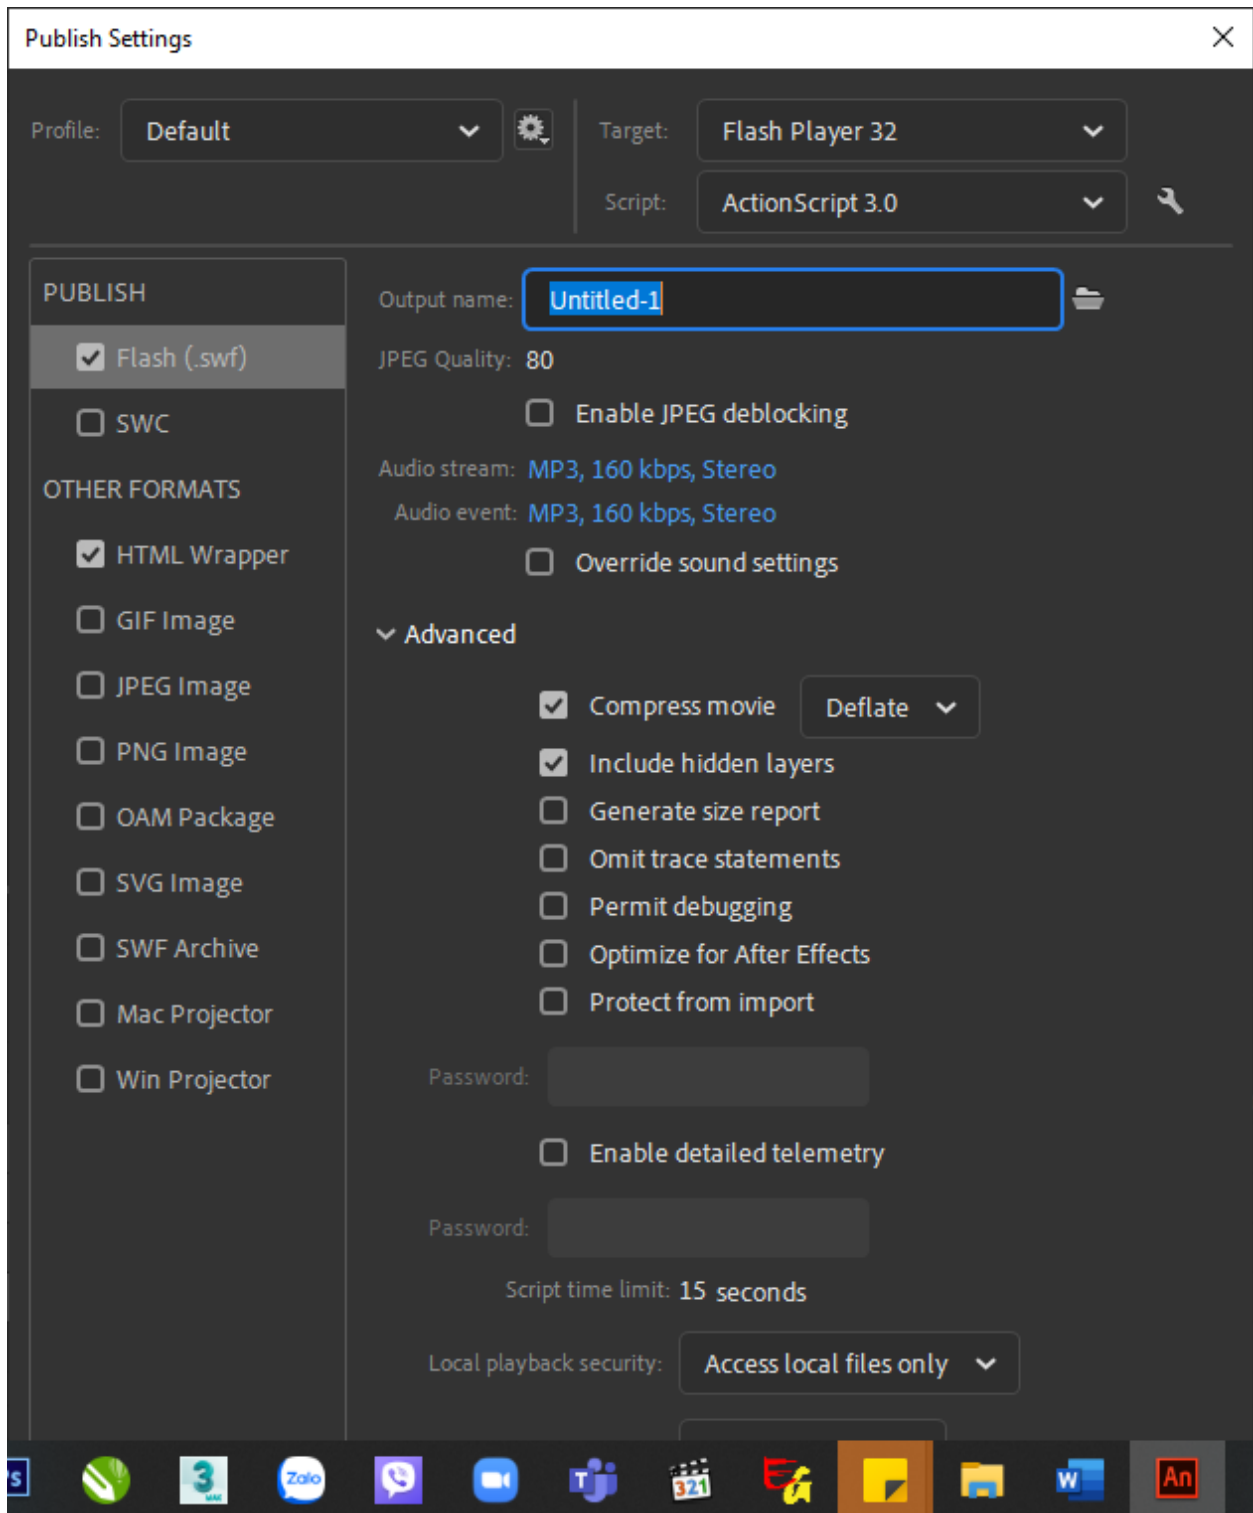 Publish Settings
Profile: Default
Target: Flash Player 32
Script: ActionScript 3.0
PUBLISH
Flash (.swf)
SWC
OTHER FORMATS
HTML Wrapper
GIF Image
JPEG Image
PNG Image
OAM Package
SVG Image
SWF Archive
Mac Projector
Win Projector
Output name: Untitled-1
JPEG Quality: 80
Enable JPEG deblocking
Audio stream: MP3, 160 kbps, Stereo
Audio event: MP3, 160 kbps, Stereo
Override sound settings
Advanced
Compress movie Deflate
Include hidden layers
Generate size report
Omit trace statements
Permit debugging
Optimize for After Effects
Protect from import
Password:
Enable detailed telemetry
Password:
Script time limit: 15 seconds
Local playback security: Access local files only
s 3 MAX Zalo T 321 W An